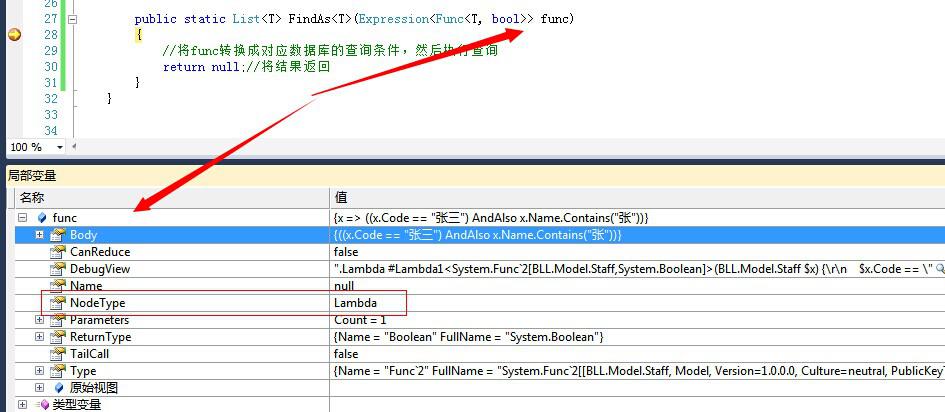 26
27 public static List<T> FindAs<T>(Expression<Func<T, bool>> func)
28 {
29 //将func转换成对应数据库的查询条件，然后执行查询
30 return null;//将结果返回
31 }
32 }
33
34
100 %
局部变量
名称 值
func {x => ((x.Code == "张三") AndAlso x.Name.Contains("张"))}
Body {((x.Code == "张三") AndAlso x.Name.Contains("张"))}
CanReduce false
DebugView ".Lambda #Lambda1<System.Func`2[BLL.Model.Staff,System.Boolean]>(BLL.Model.Staff $x) {\r\n $x.Code == \"
Name null
NodeType Lambda
Parameters Count = 1
ReturnType {Name = "Boolean" FullName = "System.Boolean"}
TailCall false
Type {Name = "Func`2" FullName = "System.Func`2[[BLL.Model.Staff, Model, Version=1.0.0.0, Culture=neutral, PublicKeyT
原始视图
类型变量